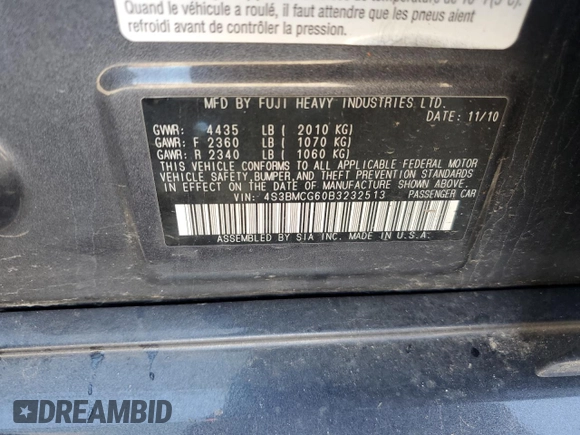 Quand le véhicule a roulé, il faut attendre que les pneus aient
refroidi avant de contrôler la pression.
MFD BY FUJI HEAVY INDUSTRIES LTD.
DATE: 11/10
GVWR: 4435 LB ( 2010 KG)
GAWR: F 2360 LB ( 1070 KG)
GAWR: R 2340 LB ( 1060 KG)
THIS VEHICLE CONFORMS TO ALL APPLICABLE FEDERAL MOTOR
VEHICLE SAFETY,BUMPER,AND THEFT PREVENTION STANDARDS
IN EFFECT ON THE DATE OF MANUFACTURE SHOWN ABOVE.
VIN: 4S3BMCG60B3232513 PASSENGER CAR
ASSEMBLED BY SIA INC. MADE IN U.S.A.
DREAMBID